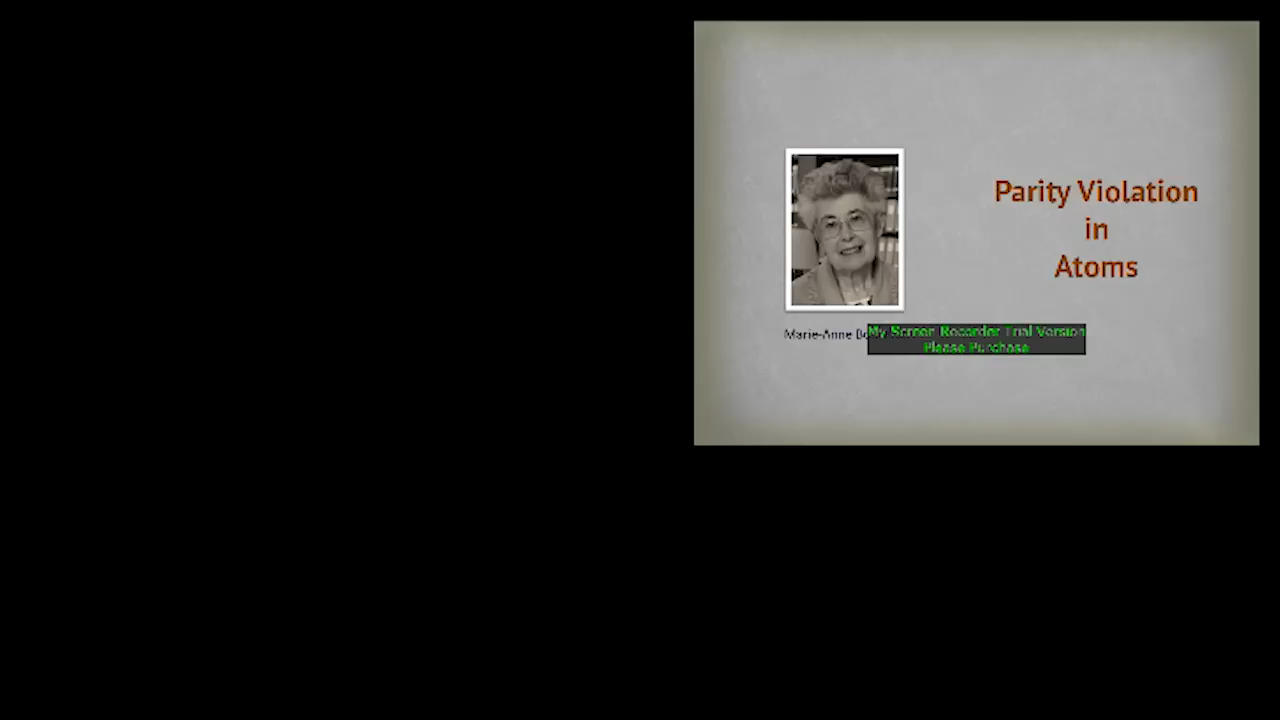 Parity Violation
in
Atoms
Marie-Anne
My Screen Recorder Trial Version
Please Purchase